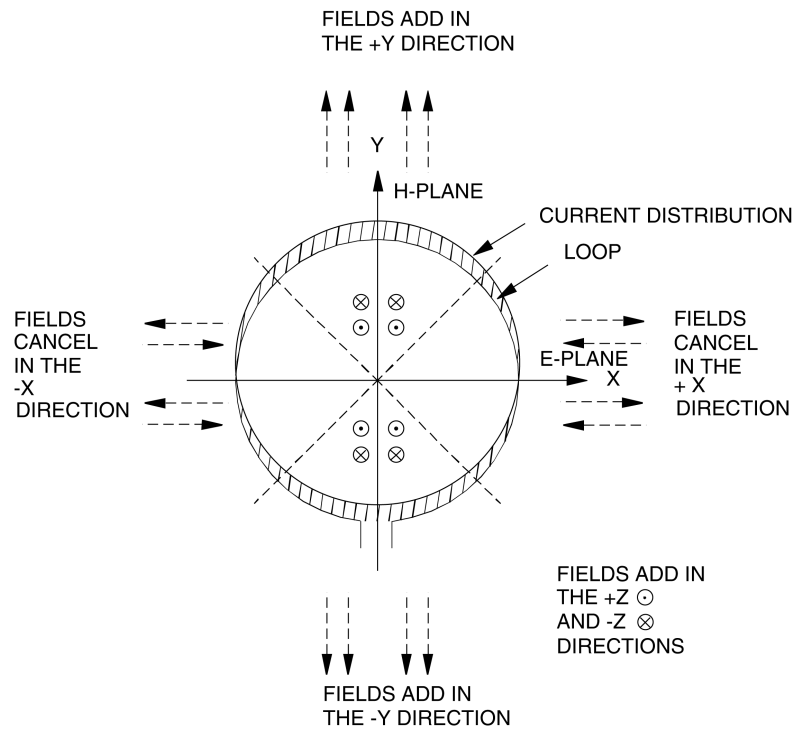 FIELDS ADD IN
THE +Y DIRECTION
Y
H-PLANE
CURRENT DISTRIBUTION
LOOP
FIELDS
CANCEL
IN THE
-X
DIRECTION
E-PLANE
X
FIELDS
CANCEL
IN THE
+ X
DIRECTION
FIELDS ADD IN
THE +Z ⊙
AND -Z ⊗
DIRECTIONS
FIELDS ADD IN
THE -Y DIRECTION